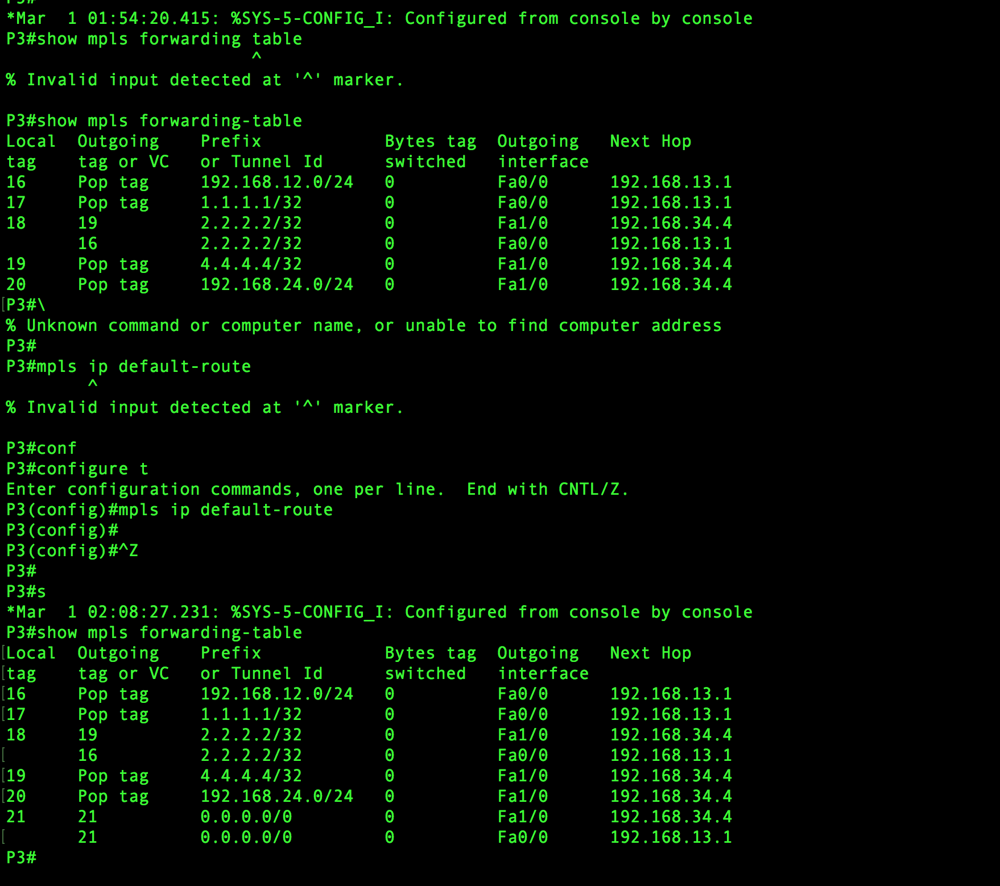 *Mar  1 01:54:20.415: %SYS-5-CONFIG_I: Configured from console by console
P3#show mpls forwarding table
                        ^
% Invalid input detected at '^' marker.

P3#show mpls forwarding-table
Local  Outgoing    Prefix            Bytes tag  Outgoing   Next Hop
tag    tag or VC   or Tunnel Id      switched   interface
16     Pop tag     192.168.12.0/24   0          Fa0/0      192.168.13.1
17     Pop tag     1.1.1.1/32        0          Fa0/0      192.168.13.1
18     19          2.2.2.2/32        0          Fa1/0      192.168.34.4
       16          2.2.2.2/32        0          Fa0/0      192.168.13.1
19     Pop tag     4.4.4.4/32        0          Fa1/0      192.168.34.4
20     Pop tag     192.168.24.0/24   0          Fa1/0      192.168.34.4
P3#\
% Unknown command or computer name, or unable to find computer address
P3#
P3#mpls ip default-route
        ^
% Invalid input detected at '^' marker.

P3#conf
P3#configure t
Enter configuration commands, one per line.  End with CNTL/Z.
P3(config)#mpls ip default-route
P3(config)#
P3(config)#^Z
P3#
P3#s
*Mar  1 02:08:27.231: %SYS-5-CONFIG_I: Configured from console by console
P3#show mpls forwarding-table
Local  Outgoing    Prefix            Bytes tag  Outgoing   Next Hop
tag    tag or VC   or Tunnel Id      switched   interface
16     Pop tag     192.168.12.0/24   0          Fa0/0      192.168.13.1
17     Pop tag     1.1.1.1/32        0          Fa0/0      192.168.13.1
18     19          2.2.2.2/32        0          Fa1/0      192.168.34.4
       16          2.2.2.2/32        0          Fa0/0      192.168.13.1
19     Pop tag     4.4.4.4/32        0          Fa1/0      192.168.34.4
20     Pop tag     192.168.24.0/24   0          Fa1/0      192.168.34.4
21     21          0.0.0.0/0         0          Fa1/0      192.168.34.4
       21          0.0.0.0/0         0          Fa0/0      192.168.13.1
P3#